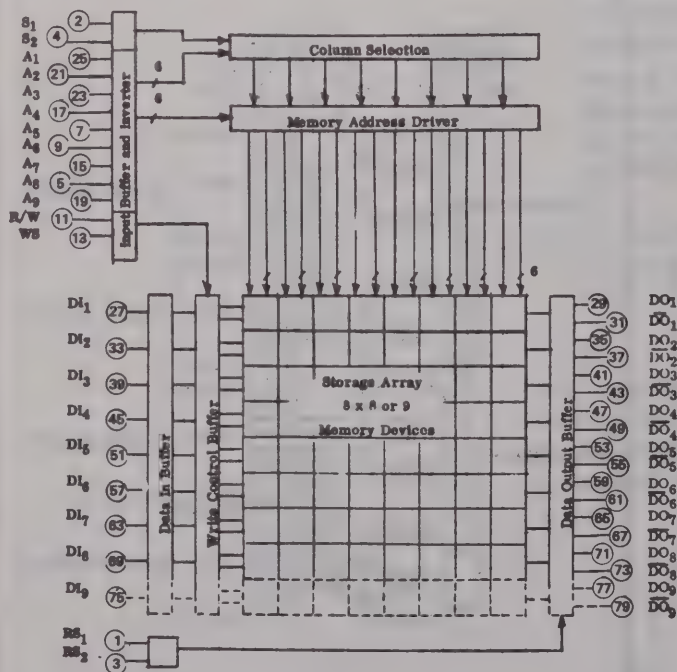 S₁ 2
S₂ 4
A₁ 25
A₂ 21
A₃ 23
A₄ 17
A₅ 7
A₆ 9
A₇ 15
A₈ 5
A₉ 19
R/W 11
WS 13
Input Buffer and Inverter
6
6
Column Selection
Memory Address Driver
6
DI₁ 27
DI₂ 33
DI₃ 39
DI₄ 45
DI₅ 51
DI₆ 57
DI₇ 63
DI₈ 69
DI₉ 75
Data in Buffer
Write Control Buffer
Storage Array
8 x 8 or 9
Memory Devices
Data Output Buffer
29 DO₁
31 D̅O̅₁
35 DO₂
37 D̅O̅₂
41 DO₃
43 D̅O̅₃
47 DO₄
49 D̅O̅₄
53 DO₅
55 D̅O̅₅
59 DO₆
61 D̅O̅₆
65 DO₇
67 D̅O̅₇
71 DO₈
73 D̅O̅₈
77 DO₉
79 D̅O̅₉
RS₁ 1
RS₂ 3